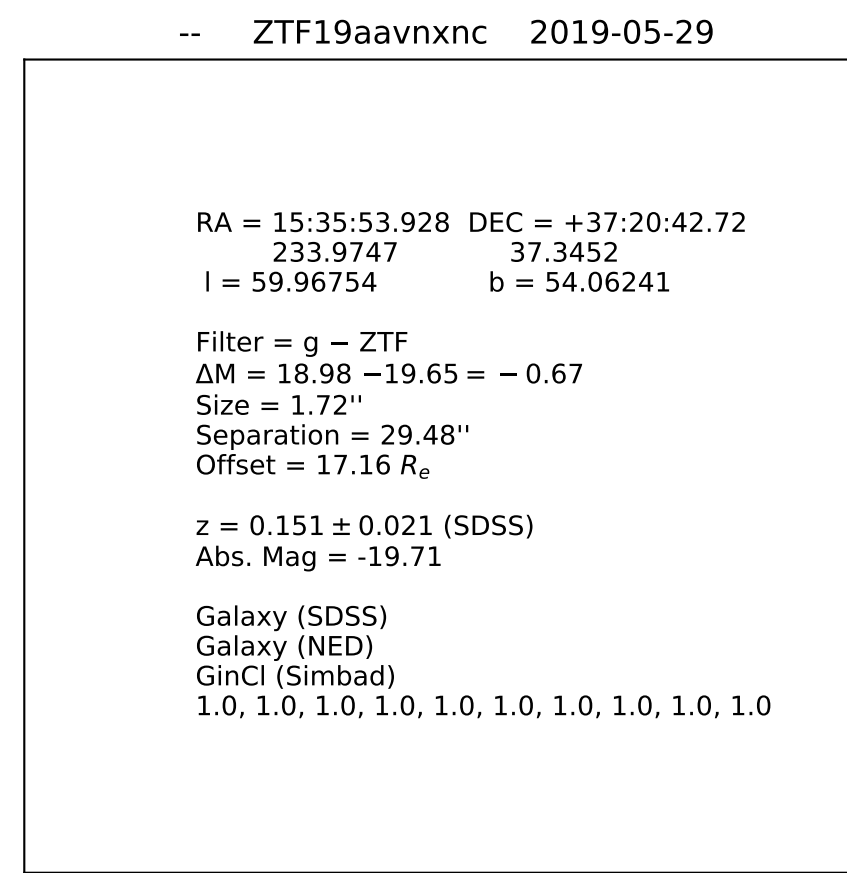 -- ZTF19aavnxnc 2019-05-29
RA = 15:35:53.928 DEC = +37:20:42.72
233.9747 37.3452
l = 59.96754 b = 54.06241
Filter = g − ZTF
ΔM = 18.98 −19.65 = − 0.67
Size = 1.72''
Separation = 29.48''
Offset = 17.16 Re
z = 0.151 ± 0.021 (SDSS)
Abs. Mag = -19.71
Galaxy (SDSS)
Galaxy (NED)
GinCl (Simbad)
1.0, 1.0, 1.0, 1.0, 1.0, 1.0, 1.0, 1.0, 1.0, 1.0